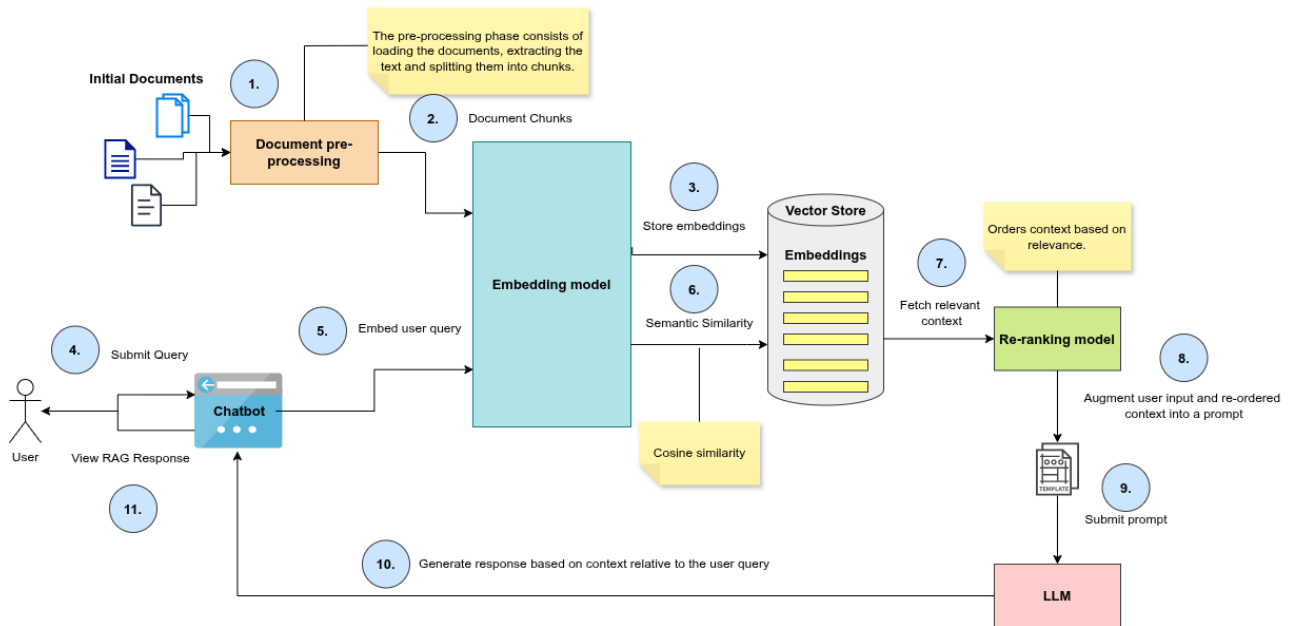 The pre-processing phase consists of
loading the documents, extracting the
text and splitting them into chunks.
Initial Documents
1.
2.
Document Chunks
Document pre-
processing
3.
Store embeddings
Vector Store
Embeddings
Orders context based on
relevance.
7.
Fetch relevant
context
Embedding model
6.
Semantic Similarity
5.
Embed user query
4.
Submit Query
Re-ranking model
8.
Augment user input and re-ordered
context into a prompt
Chatbot
User
View RAG Response
Cosine similarity
TEMPLATE
9.
Submit prompt
11.
10.
Generate response based on context relative to the user query
LLM